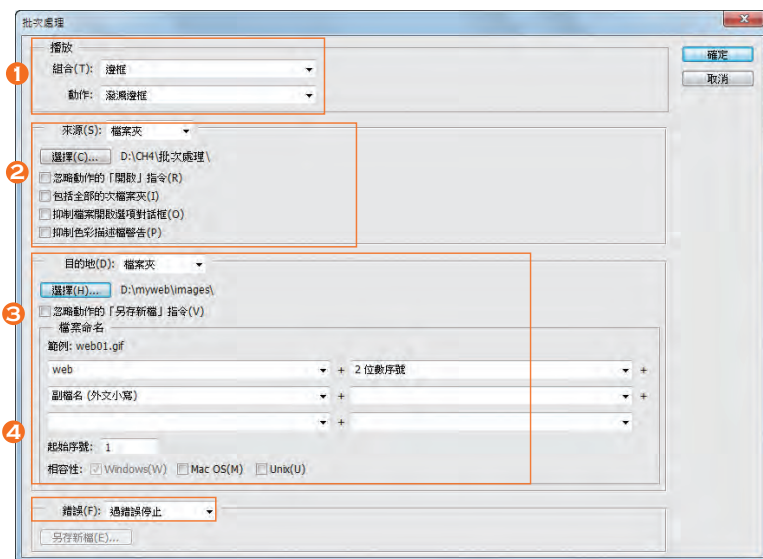 批次處理
播放
確定
❶
組合(T): 邊框
取消
動作: 潑濺邊框
來源(S): 檔案夾
選擇(C)... D:\CH4\批次處理\
❷
忽略動作的「開啟」指令(R)
包括全部的次檔案夾(I)
抑制檔案開啟選項對話框(O)
抑制色彩描述檔警告(P)
目的地(D): 檔案夾
選擇(H)... D:\myweb\images\
❸
忽略動作的「另存新檔」指令(V)
檔案命名
範例: web01.gif
web + 2 位數序號 +
副檔名 (外文小寫) + +
+
❹
起始序號: 1
相容性: Windows(W) Mac OS(M) Unix(U)
錯誤(F): 遇錯誤停止
另存新檔(E)...